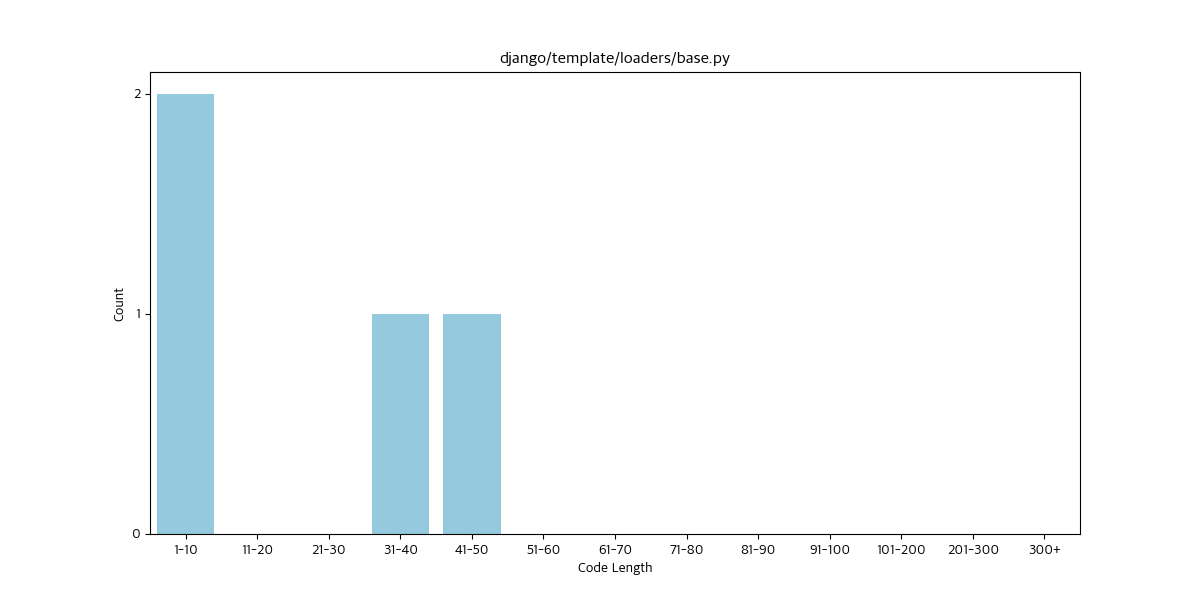 django/template/loaders/base.py
2
1
0
Count
1-10 11-20 21-30 31-40 41-50 51-60 61-70 71-80 81-90 91-100 101-200 201-300 300+
Code Length